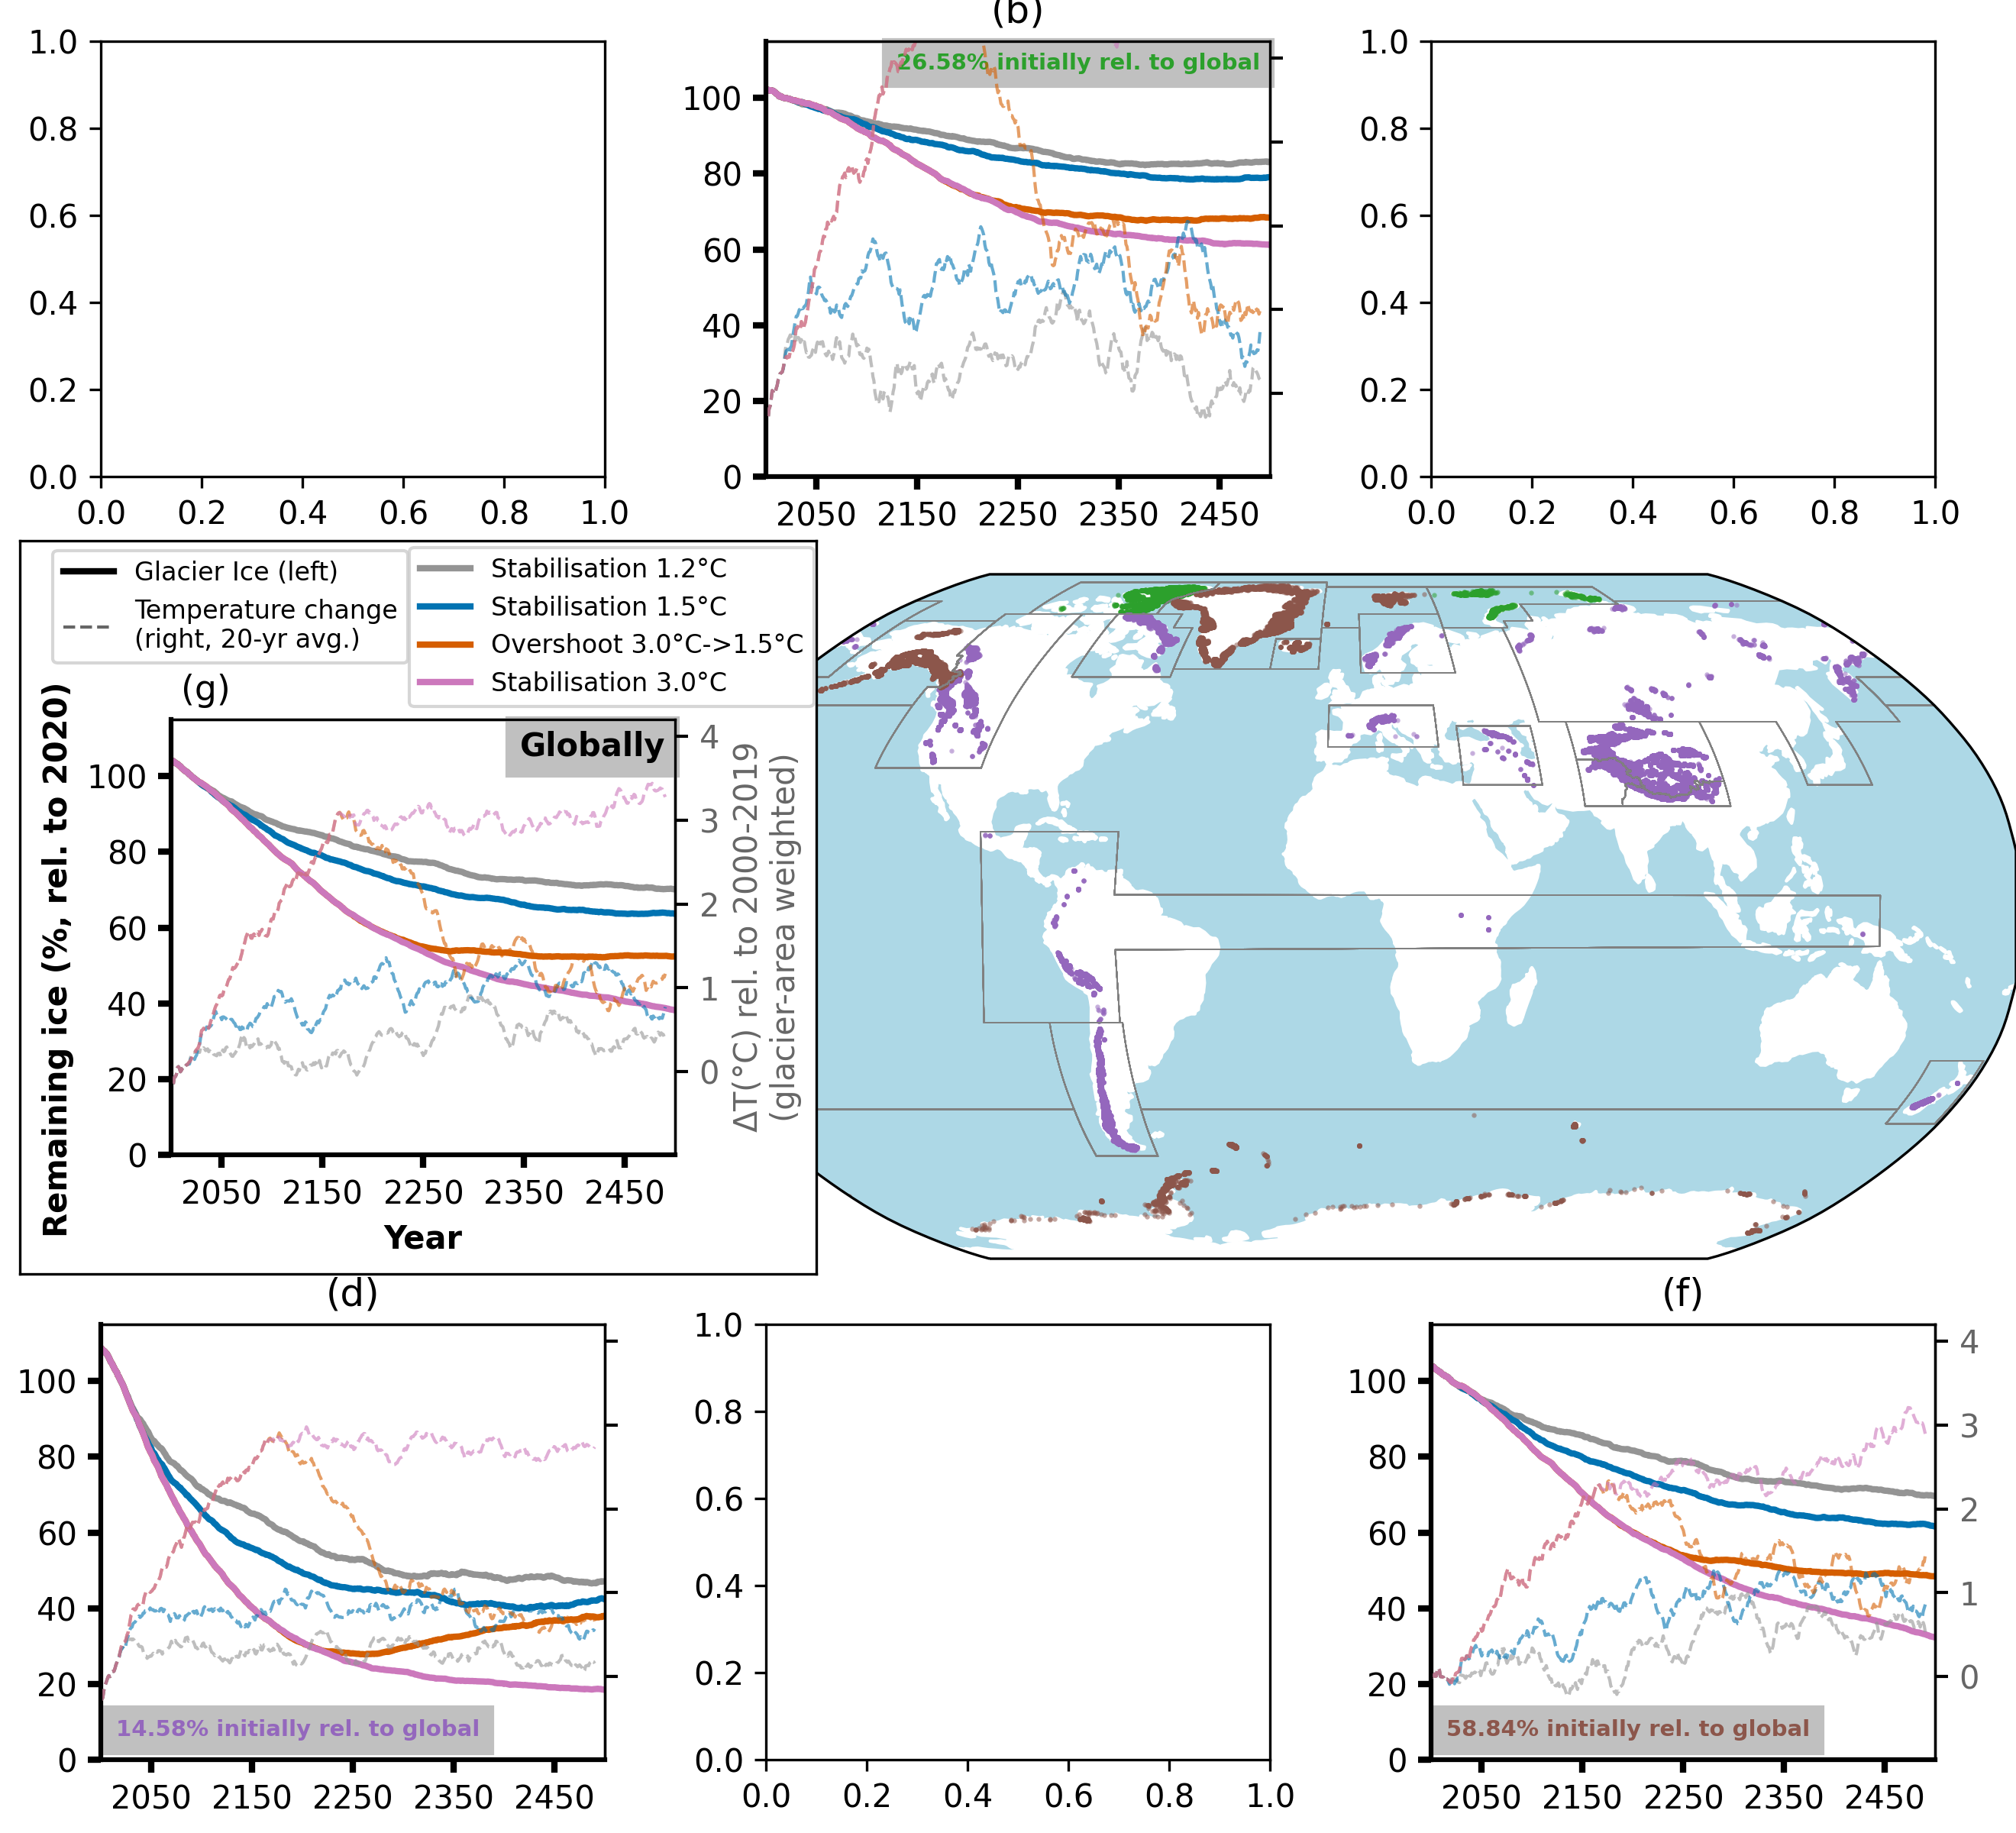 (b)
1.0
0.8
0.6
0.4
0.2
0.0
0.0 0.2 0.4 0.6 0.8 1.0
26.58% initially rel. to global
100
80
60
40
20
0
2050 2150 2250 2350 2450
1.0
0.8
0.6
0.4
0.2
0.0
0.0 0.2 0.4 0.6 0.8 1.0
Glacier Ice (left)
Temperature change
(right, 20-yr avg.)
Stabilisation 1.2°C
Stabilisation 1.5°C
Overshoot 3.0°C->1.5°C
Stabilisation 3.0°C
(g)
Globally
Remaining ice (%, rel. to 2020)
100
80
60
40
20
0
4
3
2
1
0
ΔT(°C) rel. to 2000-2019
(glacier-area weighted)
2050 2150 2250 2350 2450
Year
(d)
100
80
60
40
20
0
14.58% initially rel. to global
2050 2150 2250 2350 2450
1.0
0.8
0.6
0.4
0.2
0.0
0.0 0.2 0.4 0.6 0.8 1.0
(f)
100
80
60
40
20
0
4
3
2
1
0
58.84% initially rel. to global
2050 2150 2250 2350 2450